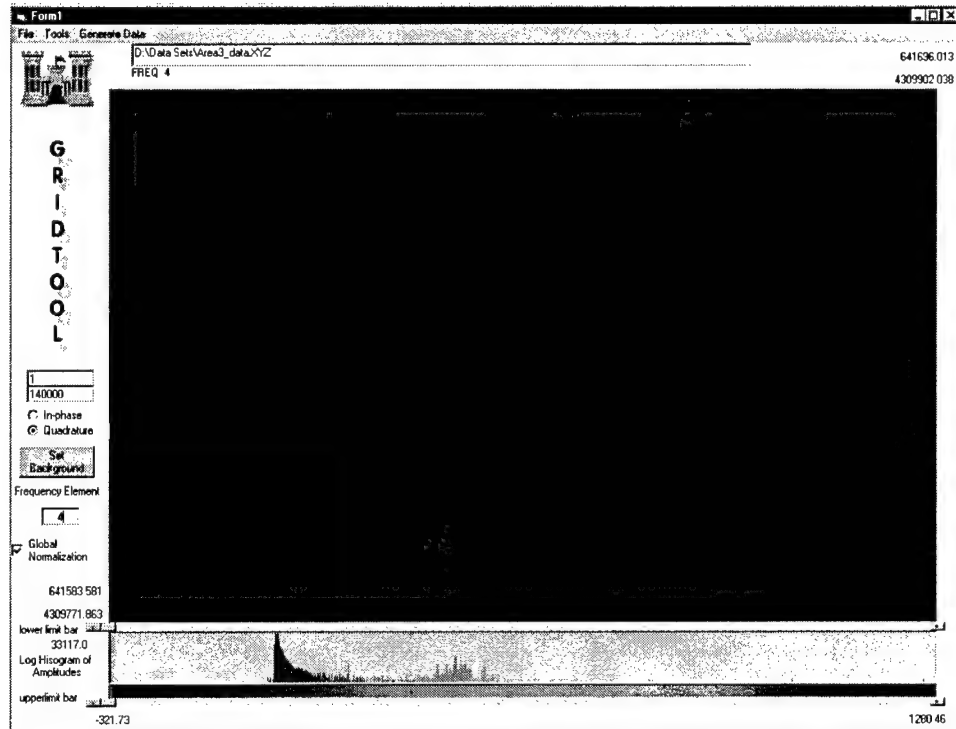 Form1
File Tools Generate Data
D:\Data Sets\Area3_data.XYZ
641696.013
FREQ 4
4309902.038
GRIDTOOL
1
140000
In-phase
Quadrature
Set
Background
Frequency Element
4
Global
Normalization
641583.581
4309771.863
lower limit bar
33117.0
Log Hisogram of
Amplitudes
upperlimit bar
-321.73
1280.46